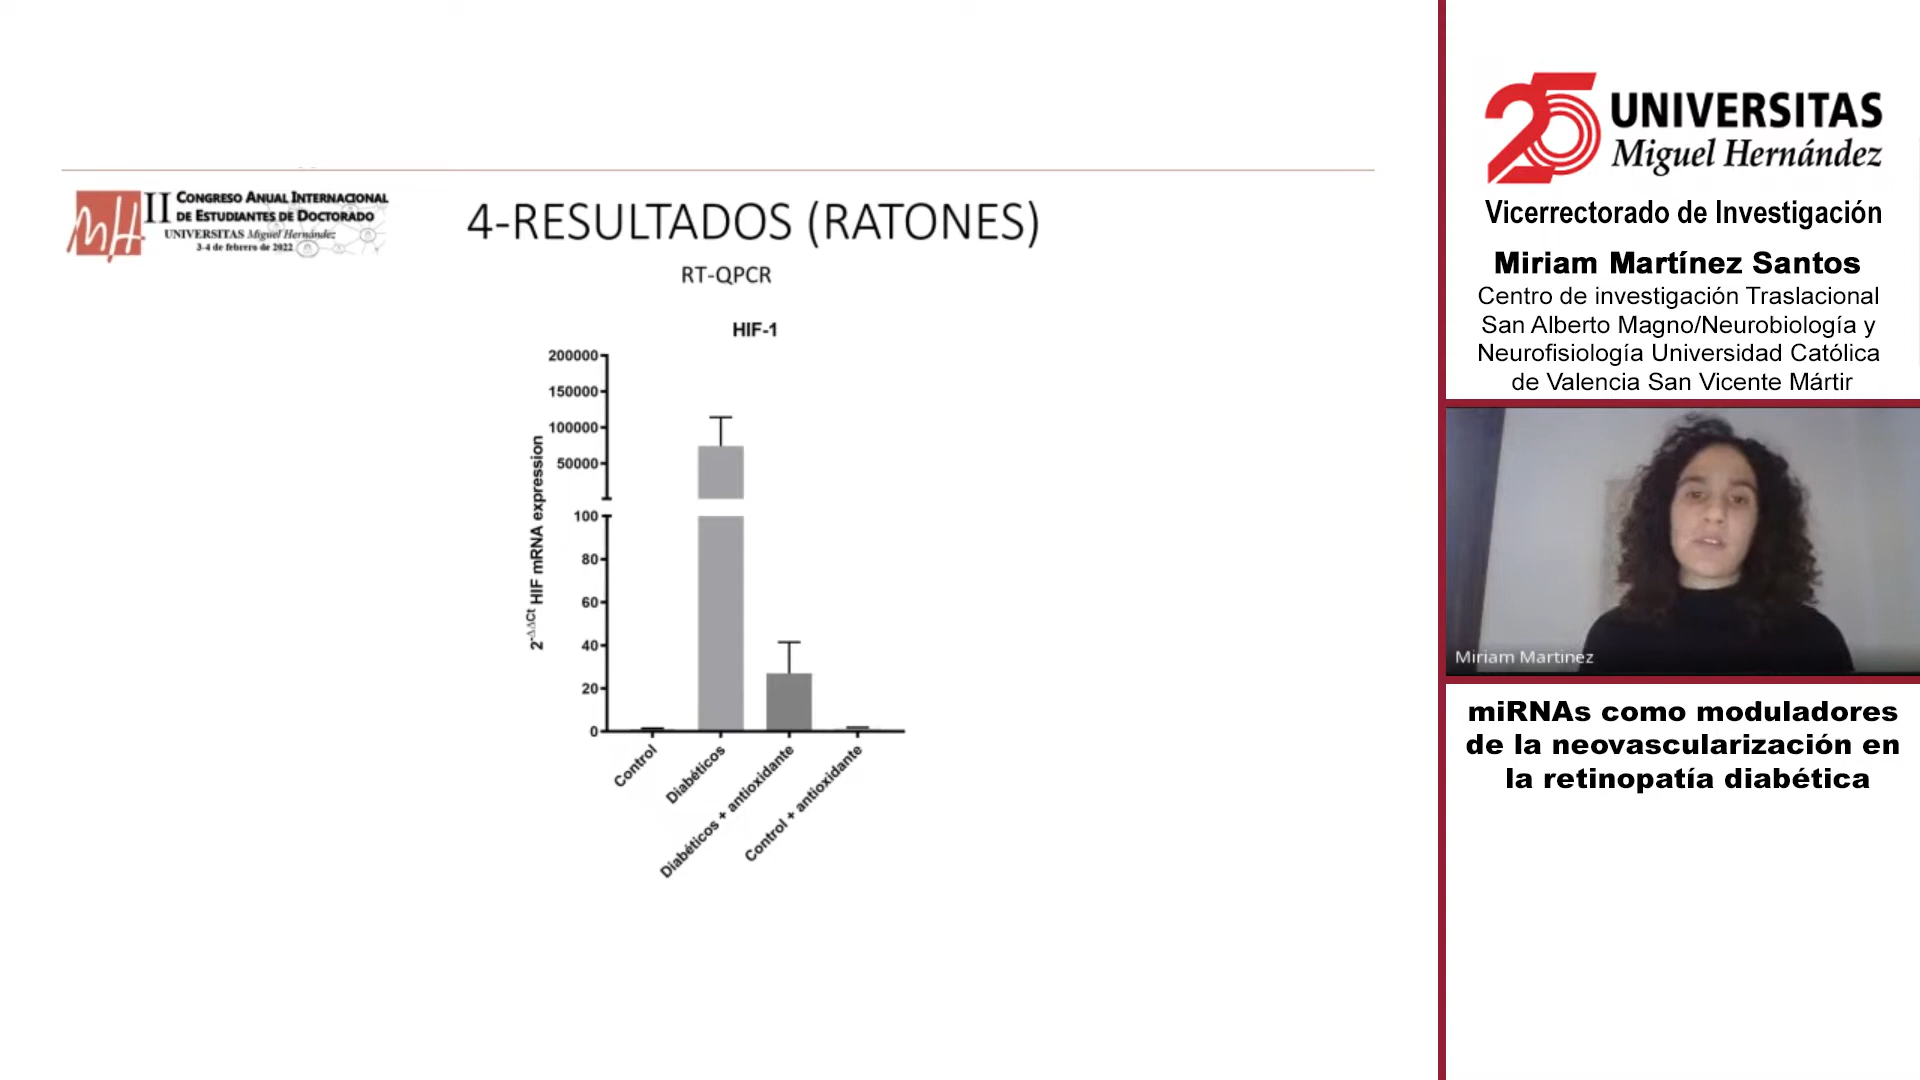 II CONGRESO ANUAL INTERNACIONAL
DE ESTUDIANTES DE DOCTORADO
UNIVERSITAS Miguel Hernández
3-4 de febrero de 2022
4-RESULTADOS (RATONES)
RT-QPCR
HIF-1
200000
150000
100000
50000
100
80
60
40
20
0
2^-ΔΔCt HIF mRNA expression
Control
Diabéticos
Diabéticos + antioxidante
Control + antioxidante
25 UNIVERSITAS
Miguel Hernández
Vicerrectorado de Investigación
Miriam Martínez Santos
Centro de investigación Traslacional
San Alberto Magno/Neurobiología y
Neurofisiología Universidad Católica
de Valencia San Vicente Mártir
Miriam Martinez
miRNAs como moduladores
de la neovascularización en
la retinopatía diabética